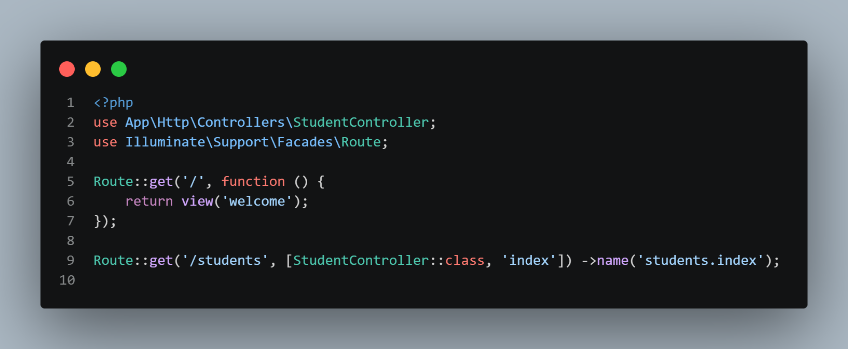 1 <?php
2 use App\Http\Controllers\StudentController;
3 use Illuminate\Support\Facades\Route;
4
5 Route::get('/', function () {
6     return view('welcome');
7 });
8
9 Route::get('/students', [StudentController::class, 'index']) ->name('students.index');
10